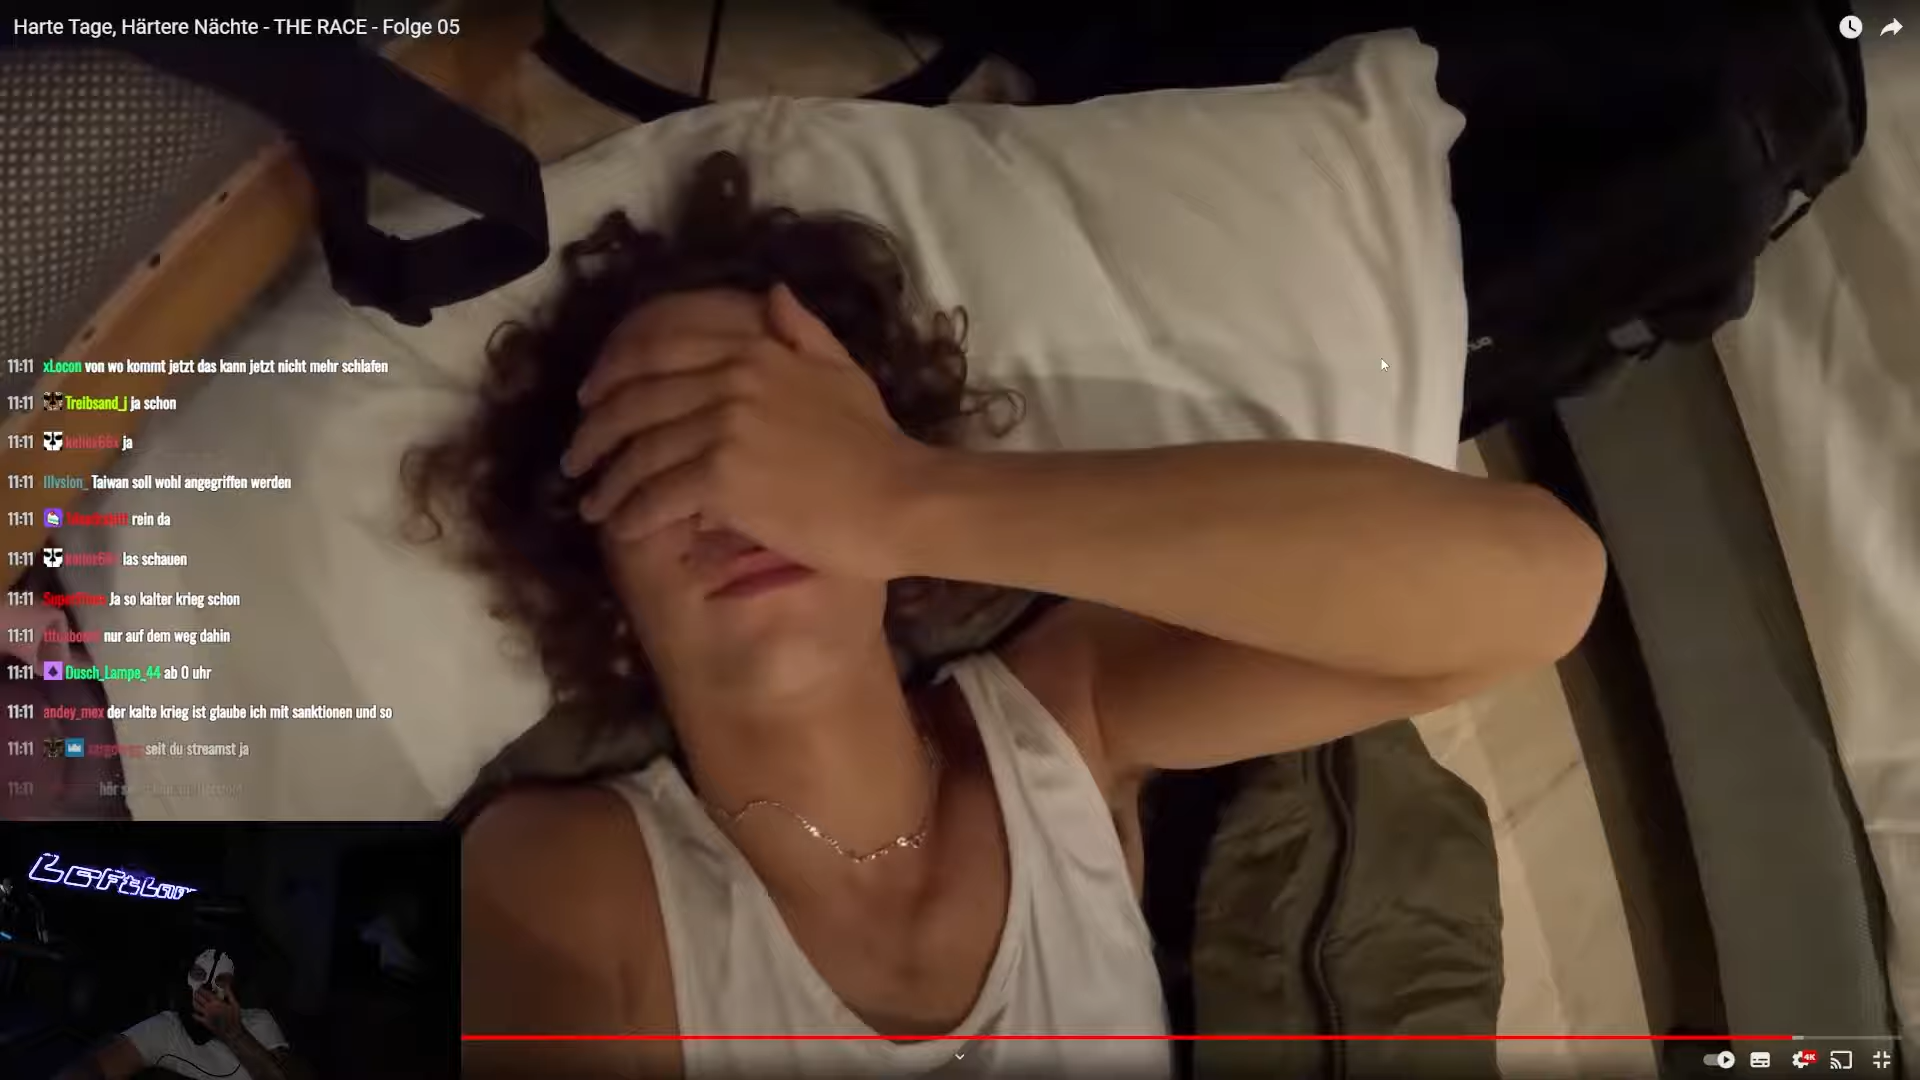 Harte Tage, Härtere Nächte - THE RACE - Folge 05
11:11 xLocon von wo kommt jetzt das kann jetzt nicht mehr schlafen
11:11 Treibsand_j ja schon
11:11 ja
11:11 Illvsion_ Taiwan soll wohl angegriffen werden
11:11 rein da
11:11 las schauen
11:11 Ja so kalter krieg schon
11:11 nur auf dem weg dahin
11:11 Dusch_Lampe_44 ab 0 uhr
11:11 andey_mex der kalte krieg ist glaube ich mit sanktionen und so
11:11 seit du streamst ja
11:11 hör
4K